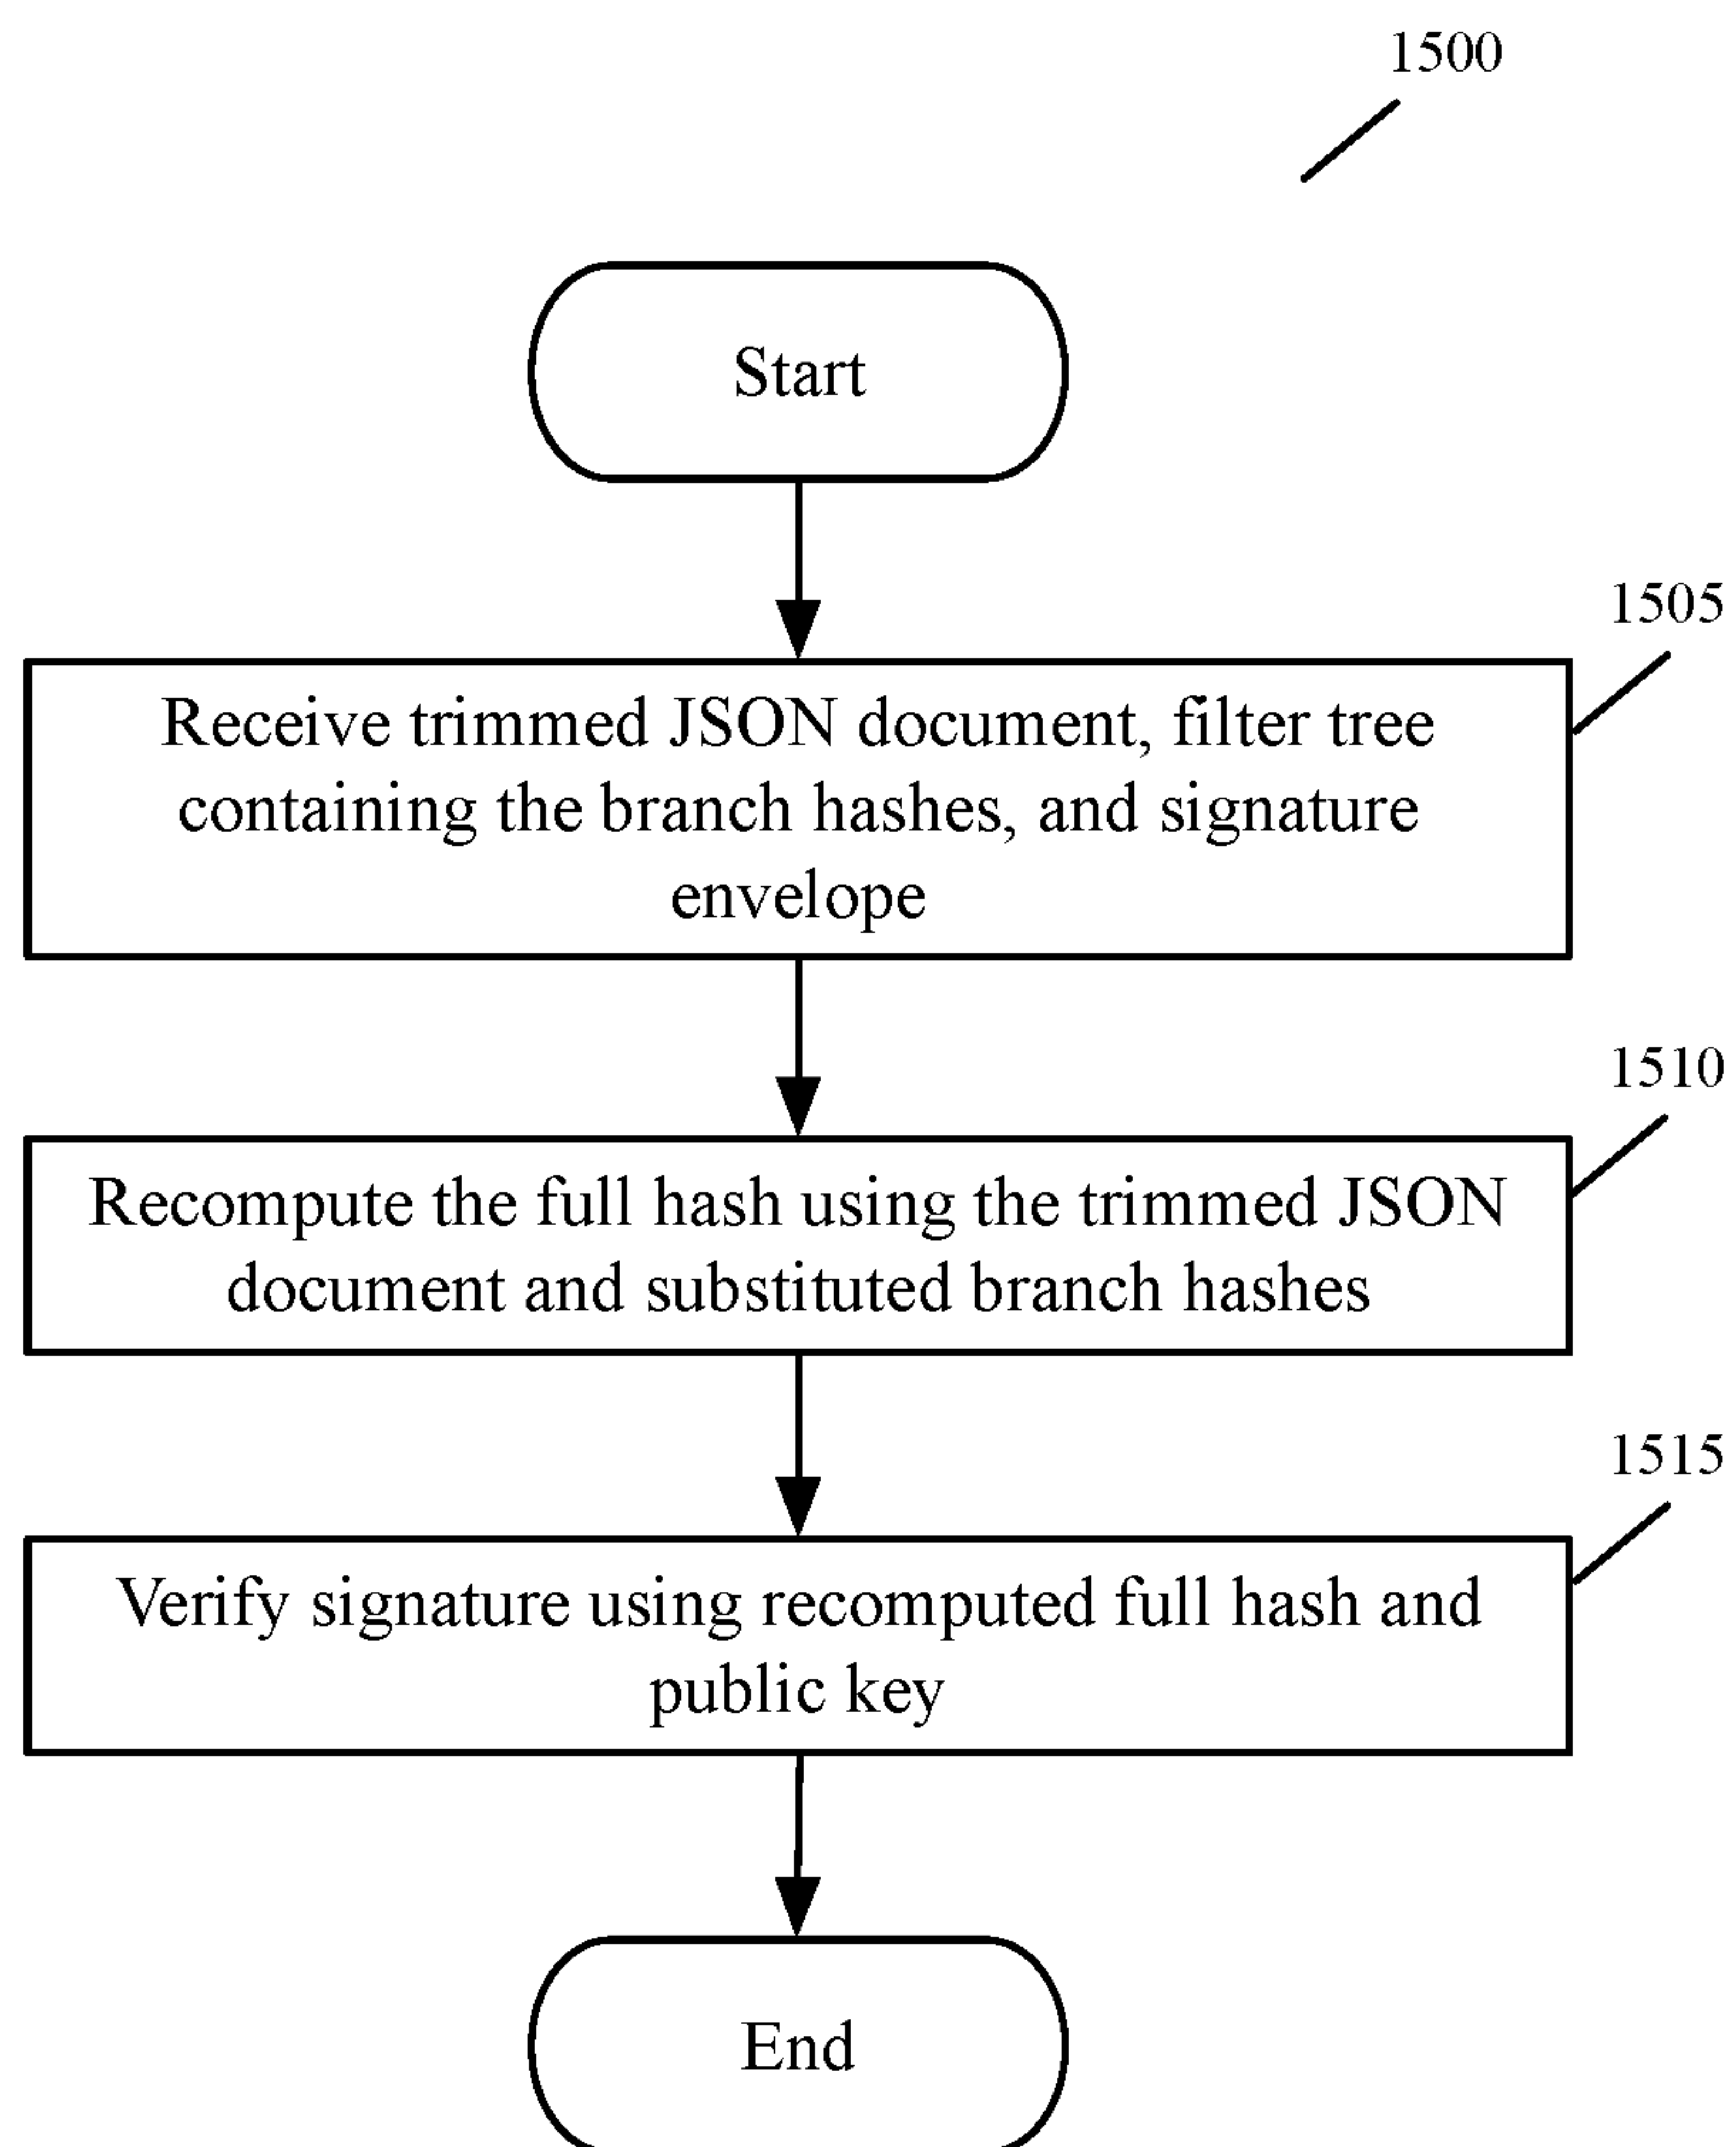 1500
Start
1505
Receive trimmed JSON document, filter tree
containing the branch hashes, and signature
envelope
1510
Recompute the full hash using the trimmed JSON
document and substituted branch hashes
1515
Verify signature using recomputed full hash and
public key
End